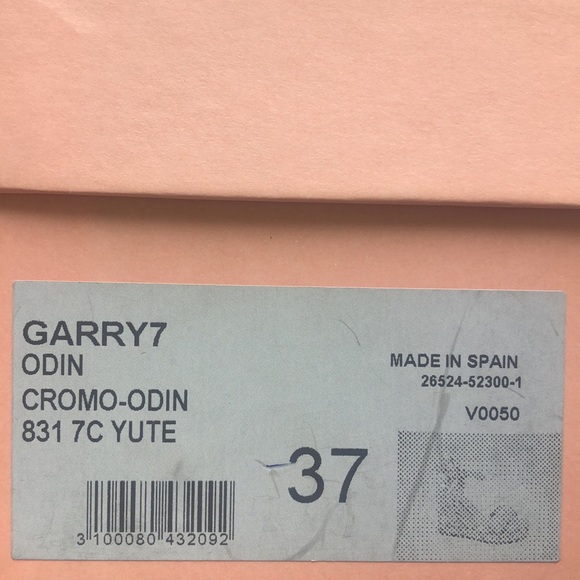 GARRY7
ODIN
CROMO-ODIN
831 7C YUTE
MADE IN SPAIN
26524-52300-1
V0050
37
3 100080 432092